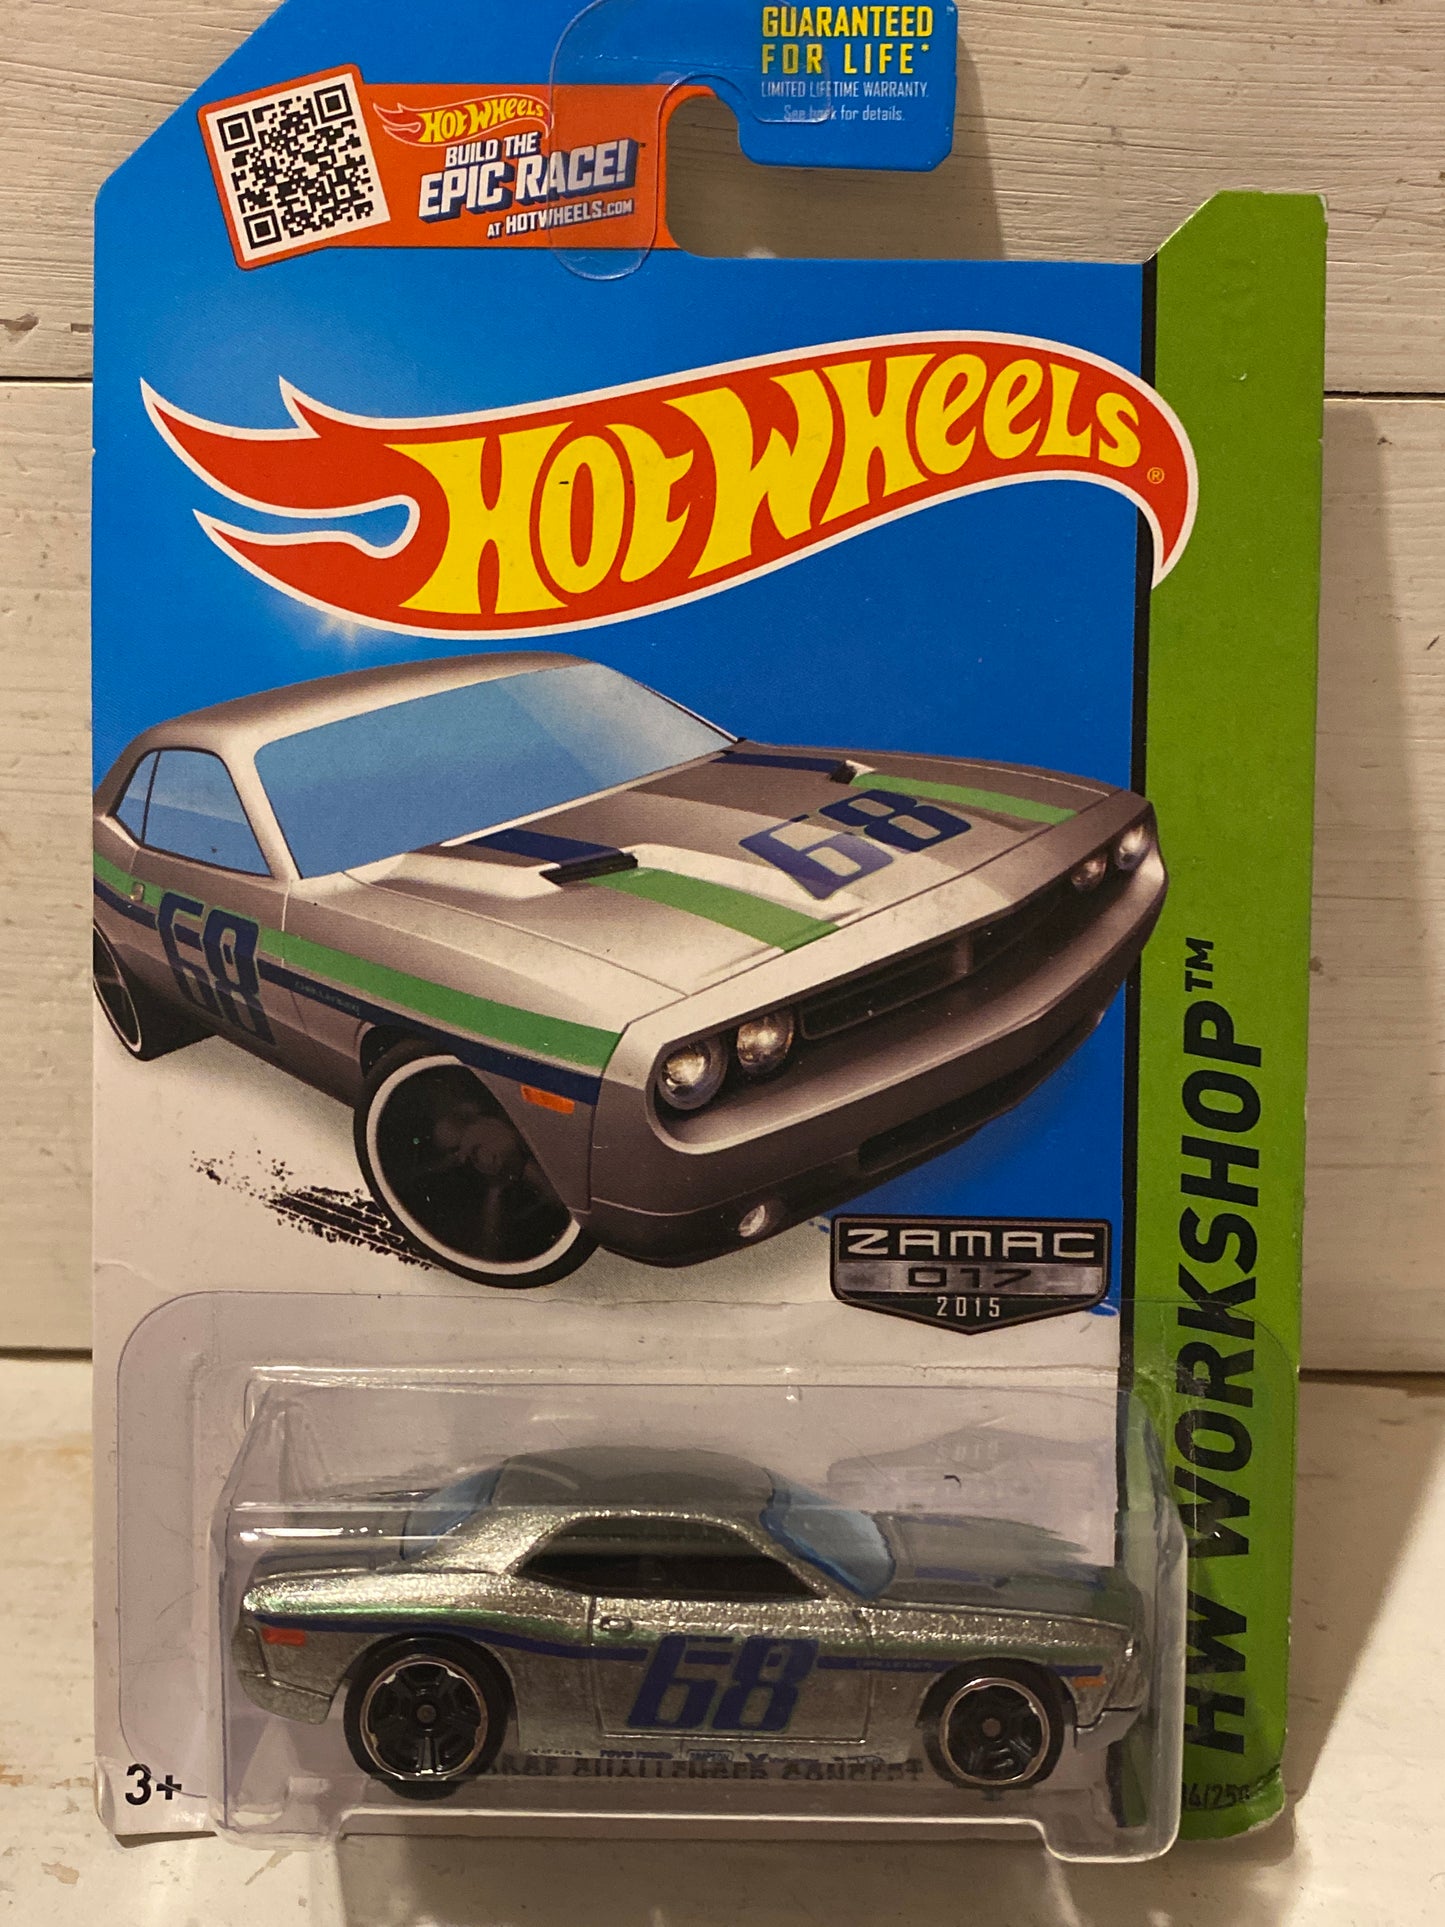 GUARANTEED
FOR LIFE*
LIMITED LIFETIME WARRANTY.
See back for details.
HOT WHEELS
BUILD THE
EPIC RACE!™
AT HOTWHEELS.COM
HOT WHEELS®
68
68
ZAMAC
017
2015
HW WORKSHOP™
68
3+